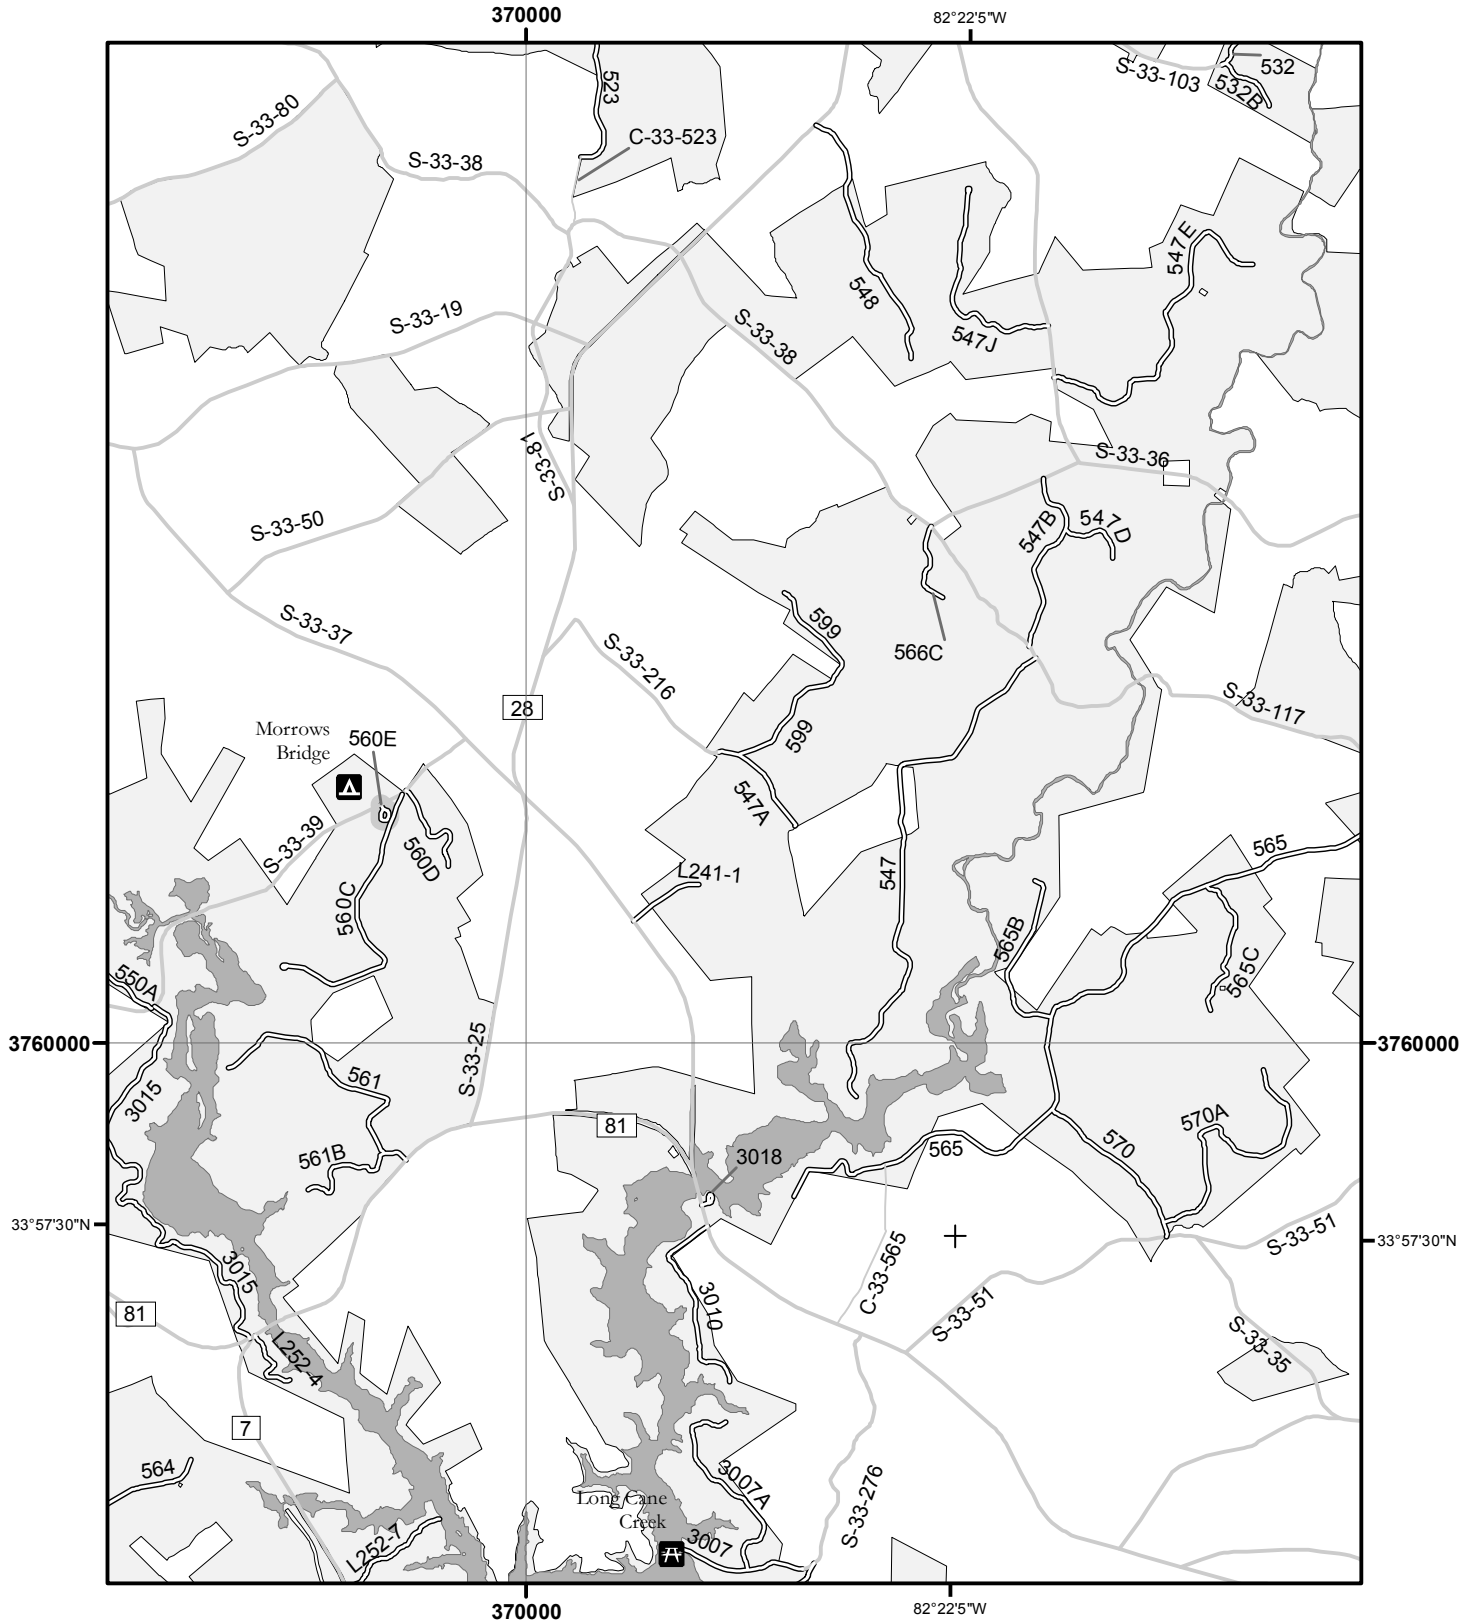 370000
82°22'5"W
S-33-103
532
532B
523
C-33-523
S-33-80
S-33-38
547E
548
S-33-19
S-33-38
547J
S-33-81
S-33-36
S-33-50
547B
547D
S-33-37
599
566C
S-33-216
S-33-117
28
599
Morrows
Bridge
560E
547A
S-33-39
560D
565
547
L241-1
560C
565B
565C
550A
3760000
3760000
S-33-25
561
3015
570A
81
570
561B
3018
565
33°57'30"N
33°57'30"N
S-33-51
3015
C-33-565
3010
81
S-33-51
S-33-35
L252-4
7
564
3007A
Long Cane
Creek
S-33-276
L252-7
3007
370000
82°22'5"W